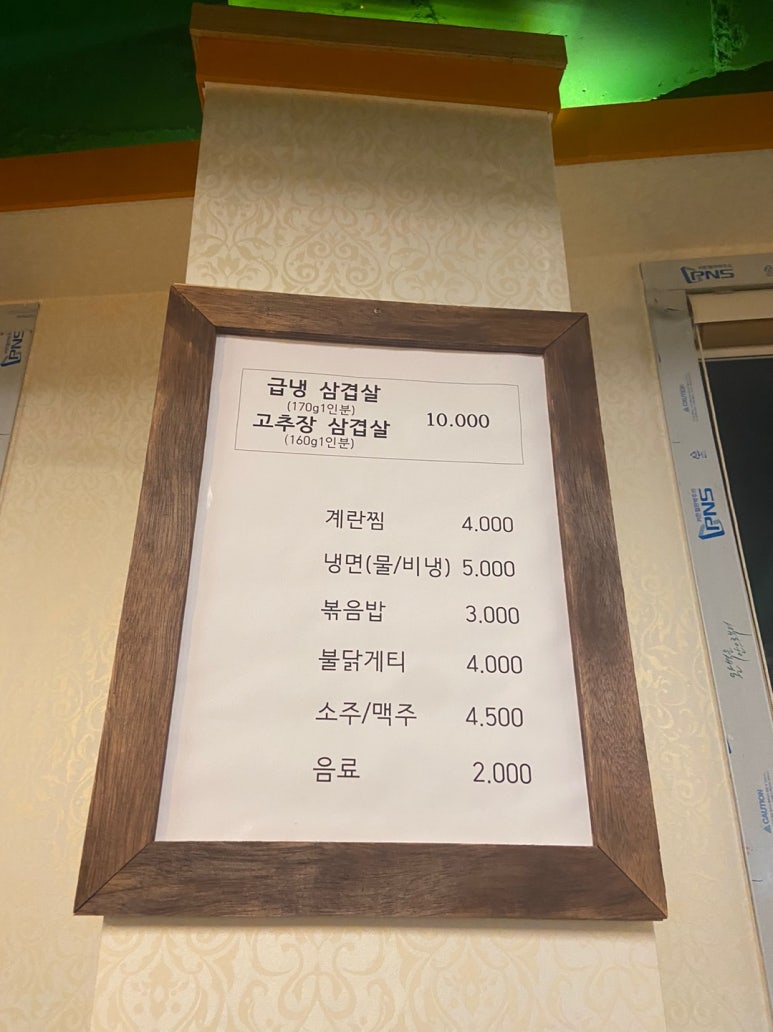 급냉 삼겹살
(170g1인분)
고추장 삼겹살
(160g1인분)
10.000
계란찜 4.000
냉면(물/비냉) 5.000
볶음밥 3.000
불닭게티 4.000
소주/맥주 4.500
음료 2.000
PNS
PNS
PNS
CAUTION
CAUTION